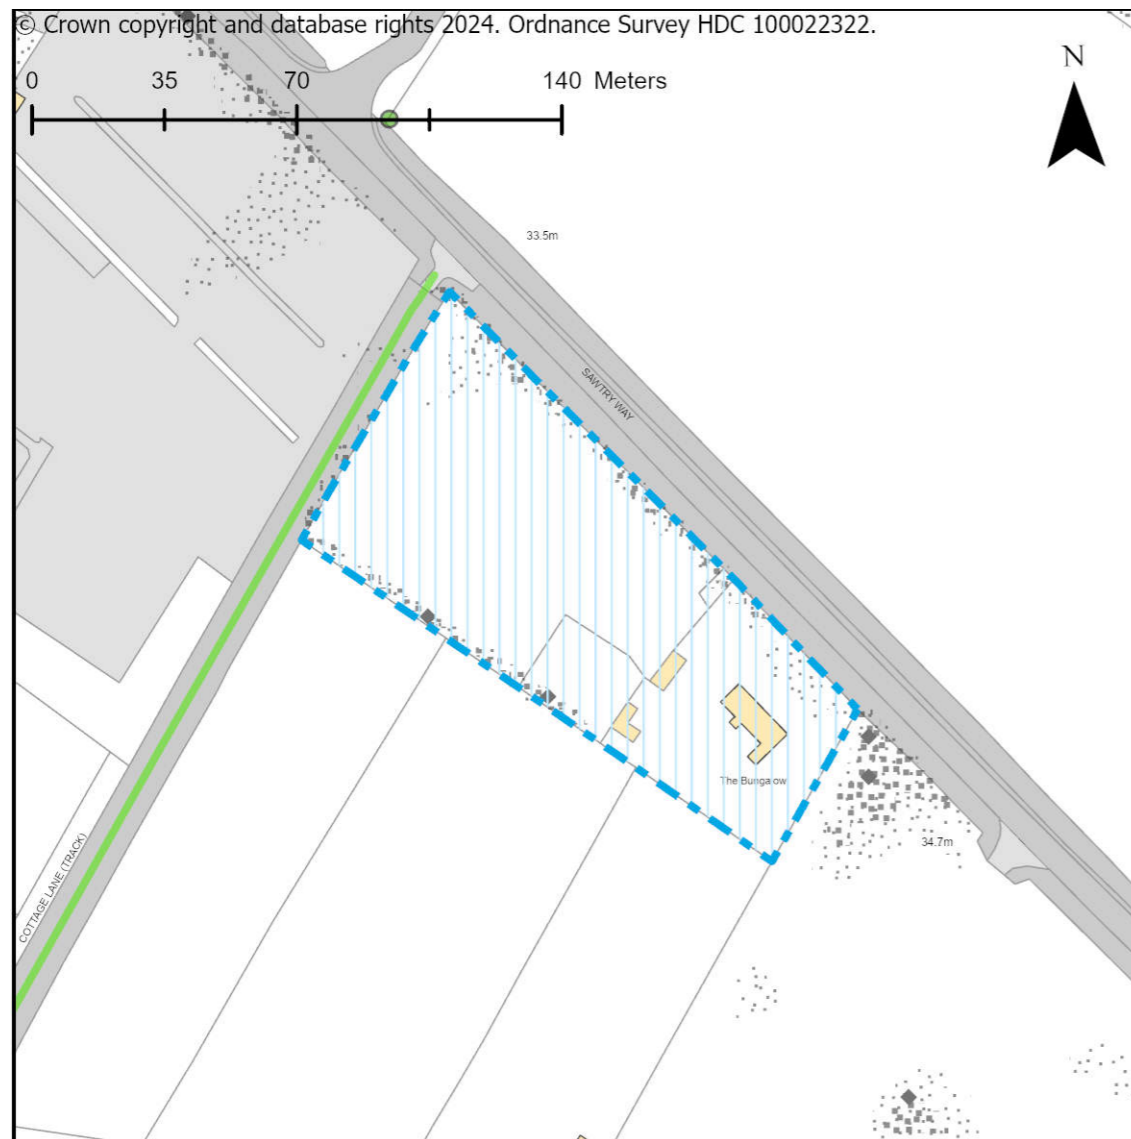 © Crown copyright and database rights 2024. Ordnance Survey HDC 100022322.
0 35 70 140 Meters
N
33.5m
SAWTRY WAY
The Bungalow
34.7m
COTTAGE LANE (TRACK)